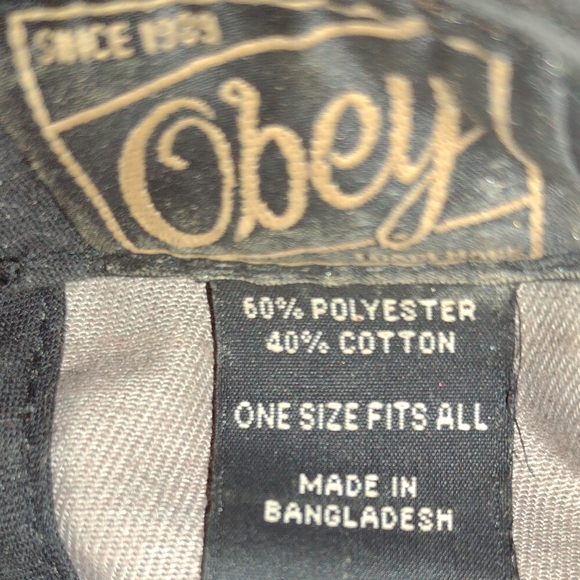 SINCE 1989
Obey
60% POLYESTER
40% COTTON
ONE SIZE FITS ALL
MADE IN
BANGLADESH